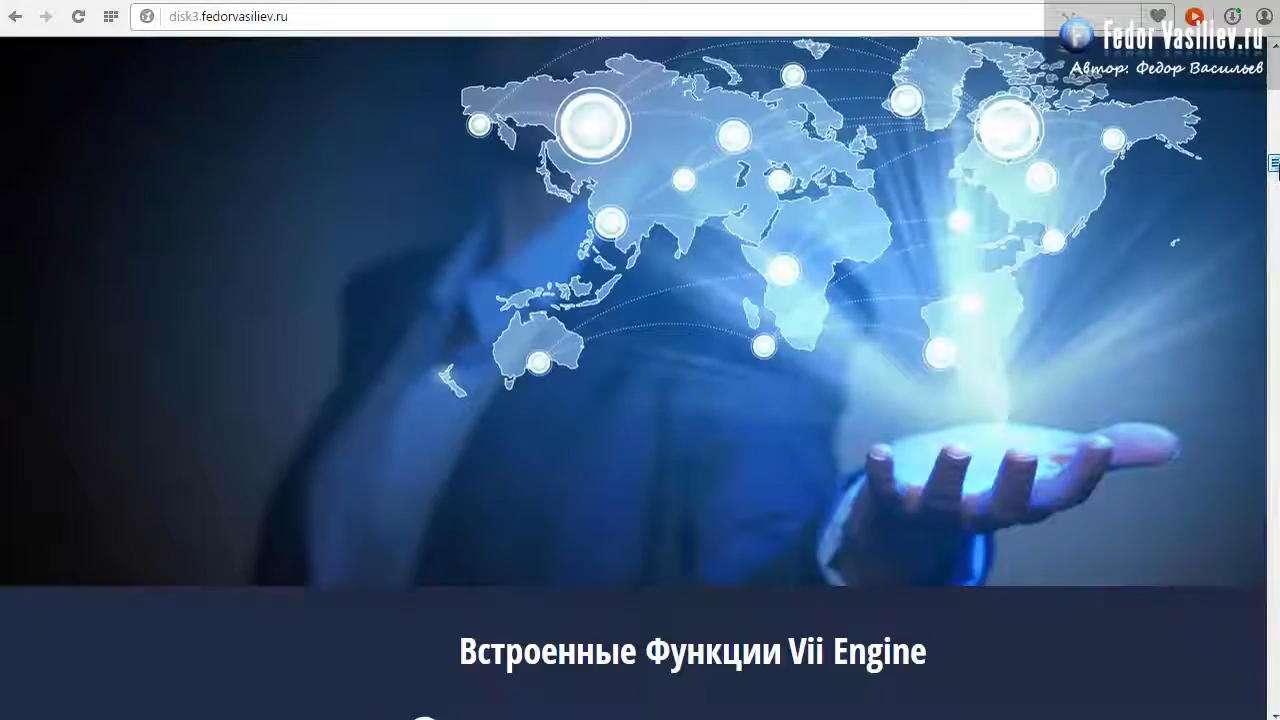 disk3.fedorvasiliev.ru
Fedor Vasiliev.ru
Автор: Федор Васильев
Встроенные Функции Vii Engine